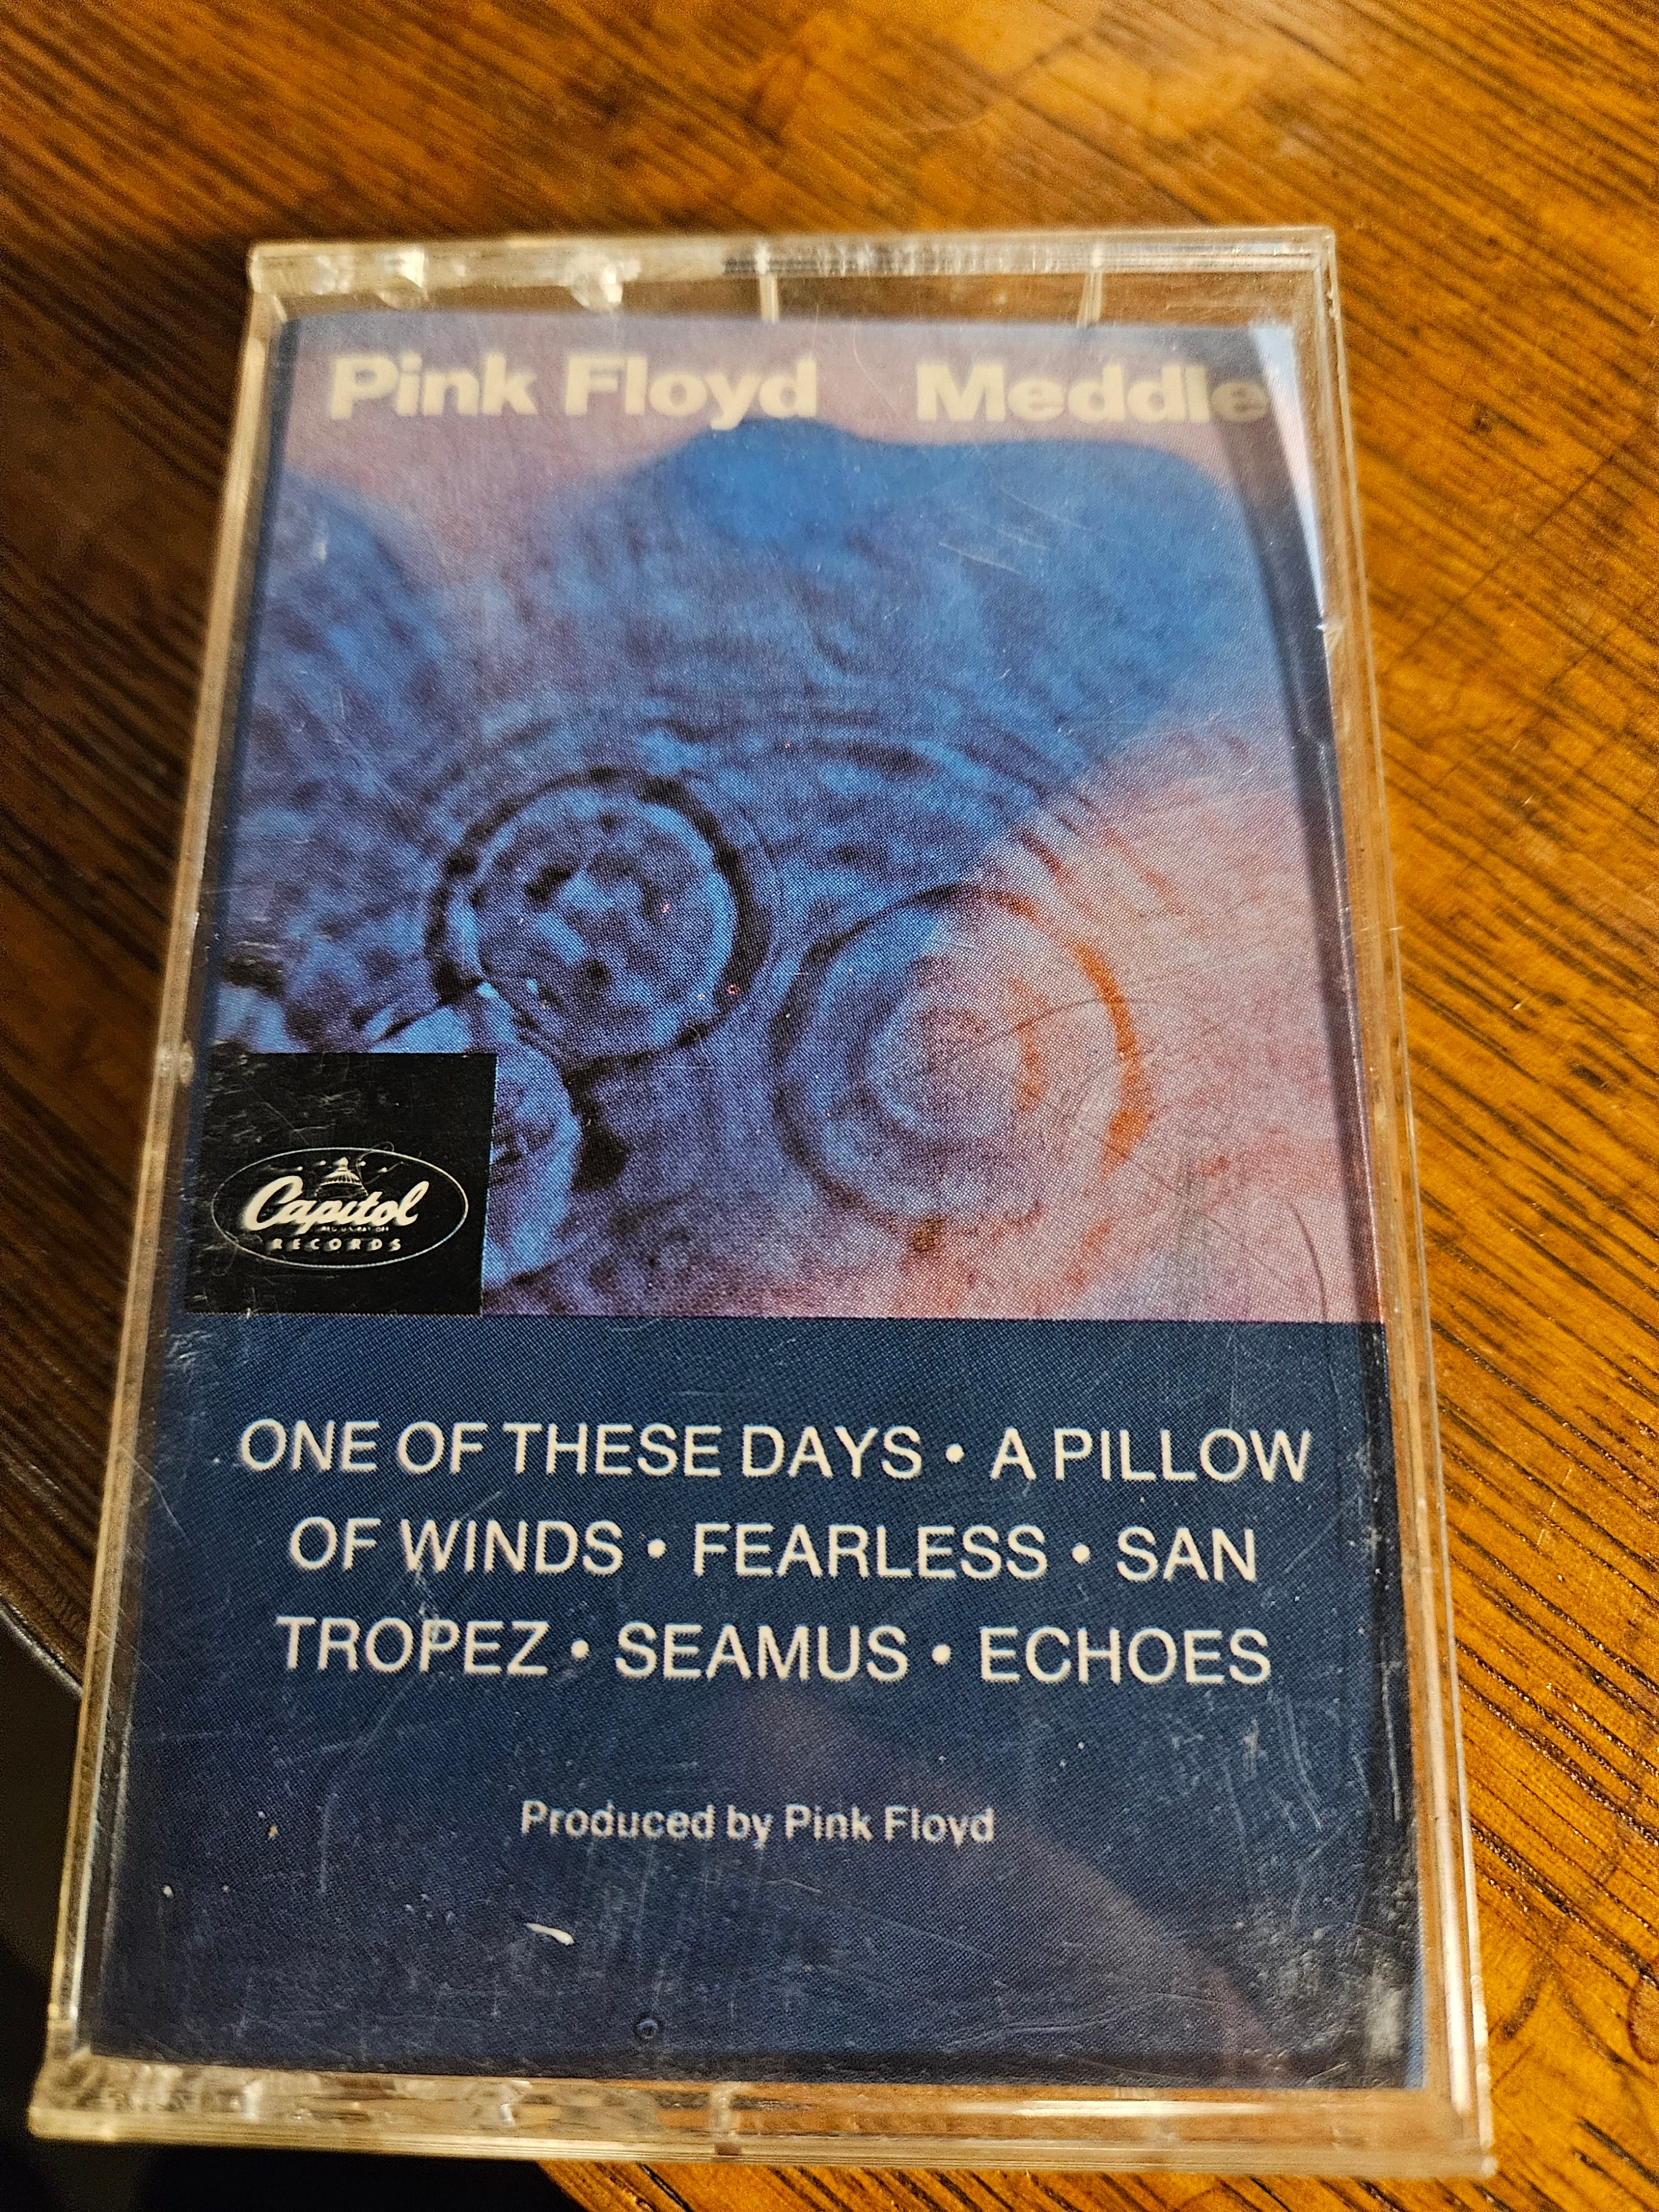 Pink Floyd Meddle
Capitol
RECORDS
ONE OF THESE DAYS • A PILLOW
OF WINDS • FEARLESS • SAN
TROPEZ • SEAMUS • ECHOES
Produced by Pink Floyd